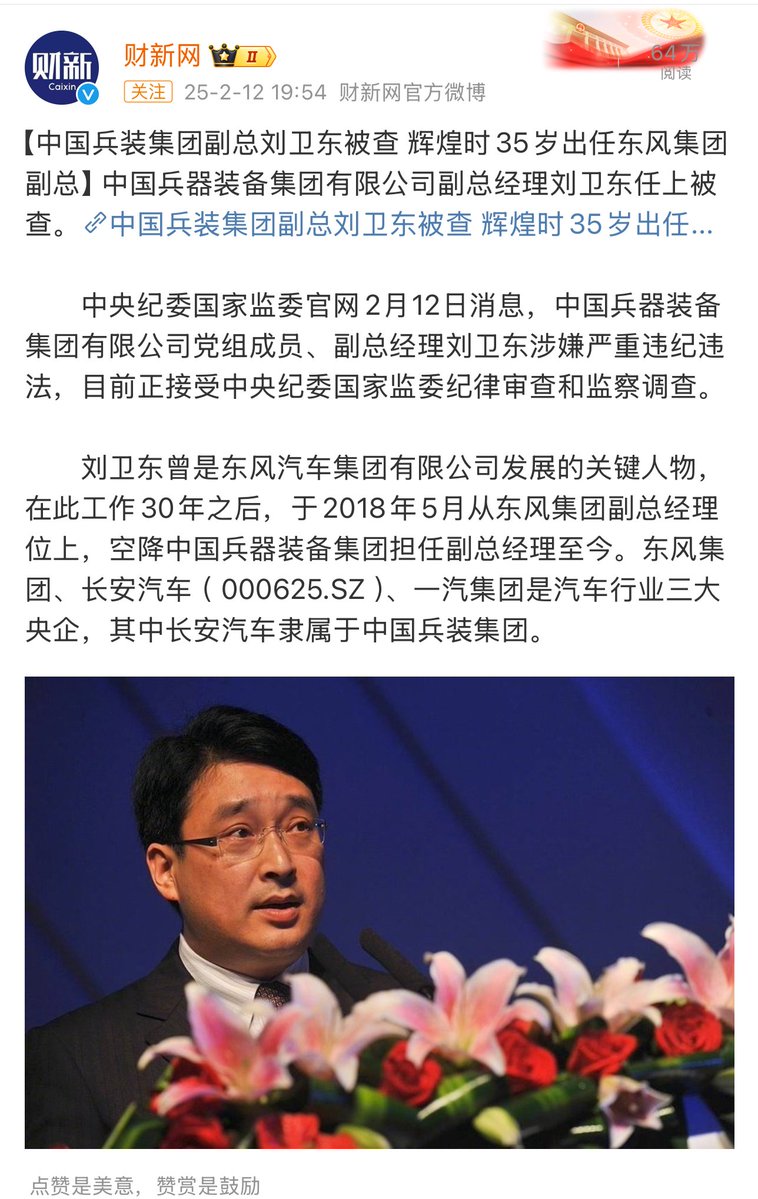 财新
Caixin
财新网 II
64万
阅读
关注 25-2-12 19:54 财新网官方微博
【中国兵装集团副总刘卫东被查 辉煌时35岁出任东风集团
副总】中国兵器装备集团有限公司副总经理刘卫东任上被
查。中国兵装集团副总刘卫东被查 辉煌时35岁出任...
中央纪委国家监委官网2月12日消息，中国兵器装备
集团有限公司党组成员、副总经理刘卫东涉嫌严重违纪违
法，目前正接受中央纪委国家监委纪律审查和监察调查。
刘卫东曾是东风汽车集团有限公司发展的关键人物，
在此工作30年之后，于2018年5月从东风集团副总经理
位上，空降中国兵器装备集团担任副总经理至今。东风集
团、长安汽车（000625.SZ）、一汽集团是汽车行业三大
央企，其中长安汽车隶属于中国兵装集团。
点赞是美意，赞赏是鼓励